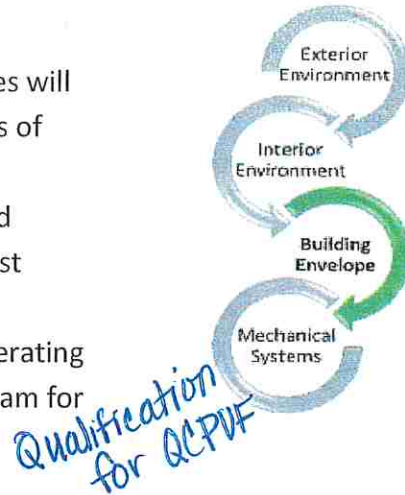 es will
s of
d
st
erating
am for
Exterior
Environment
Interior
Environment
Building
Envelope
Mechanical
Systems
Qualification
for QCPVF